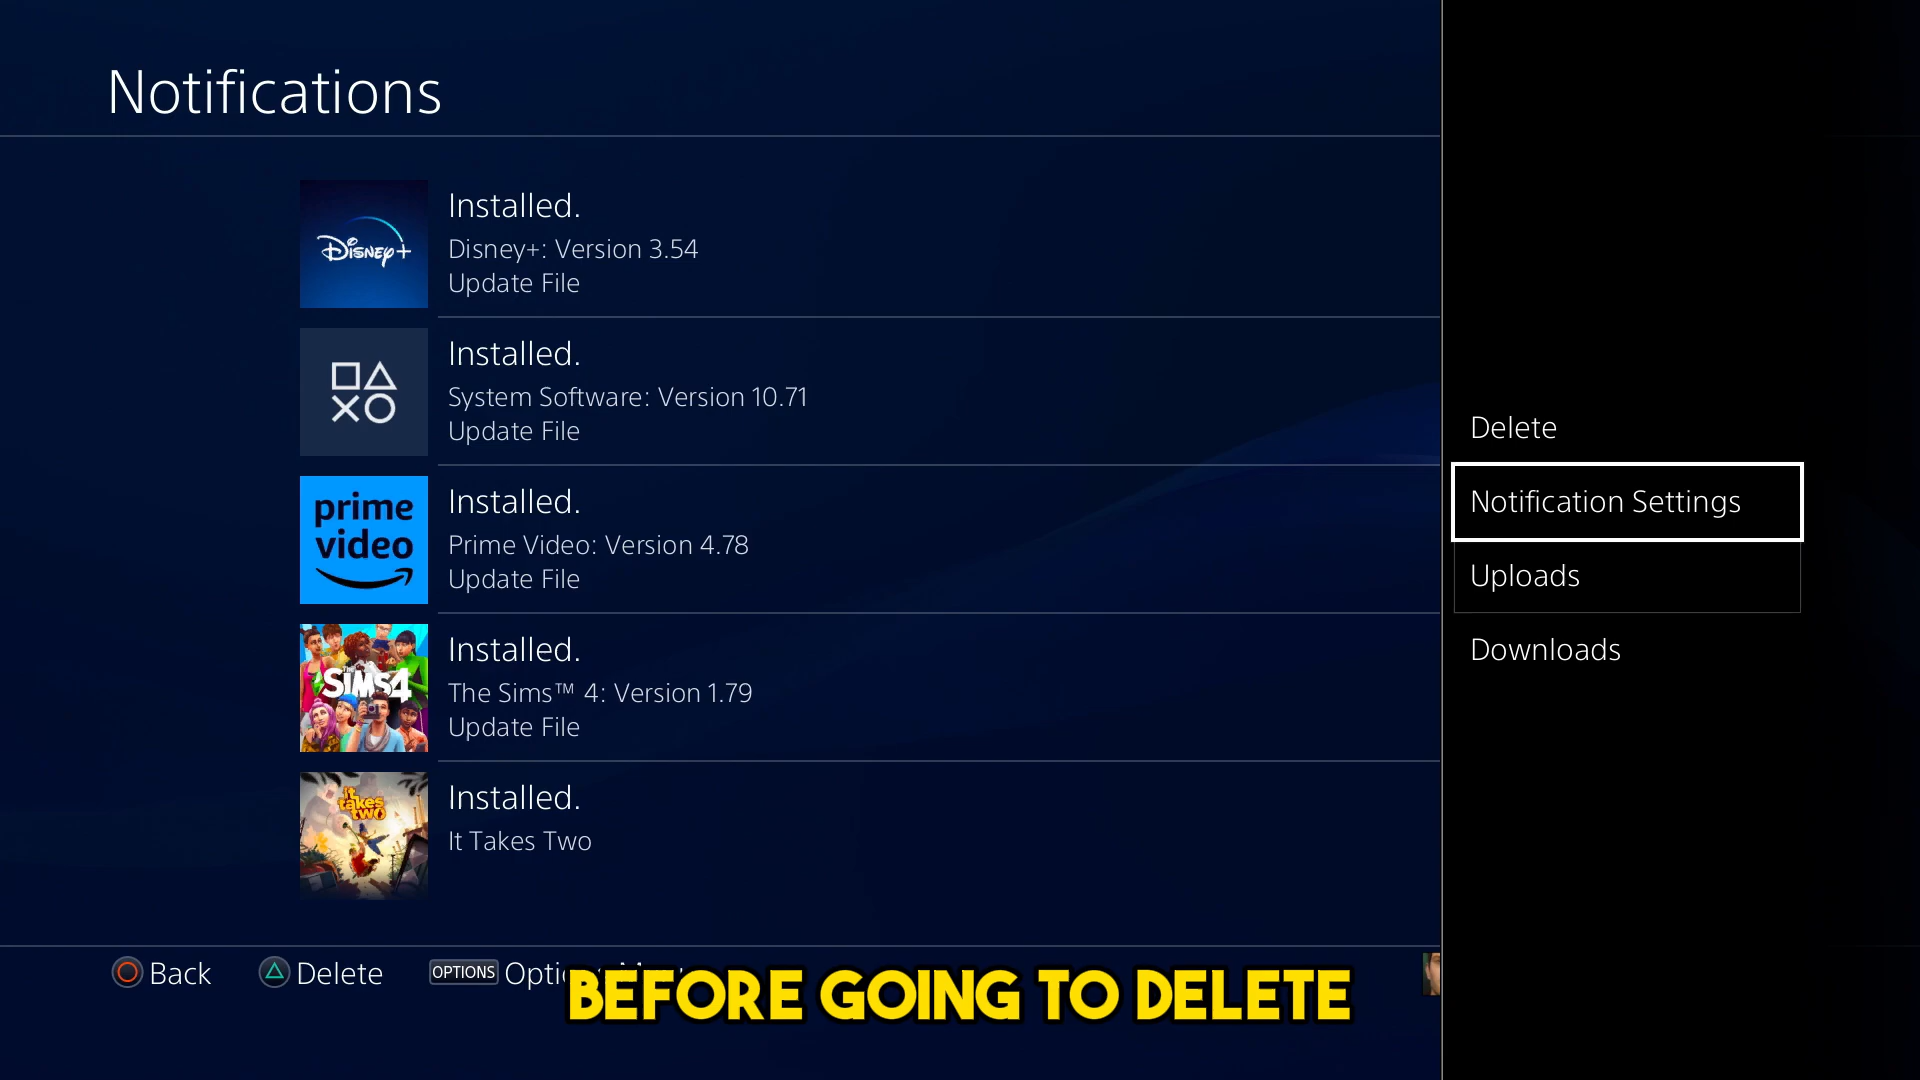 Notifications
Disney+
Installed.
Disney+: Version 3.54
Update File
Installed.
System Software: Version 10.71
Update File
prime
video
Installed.
Prime Video: Version 4.78
Update File
The
SIMS4
Installed.
The Sims™ 4: Version 1.79
Update File
it
takes
two
Installed.
It Takes Two
Delete
Notification Settings
Uploads
Downloads
Back
Delete
OPTIONS
BEFORE GOING TO DELETE